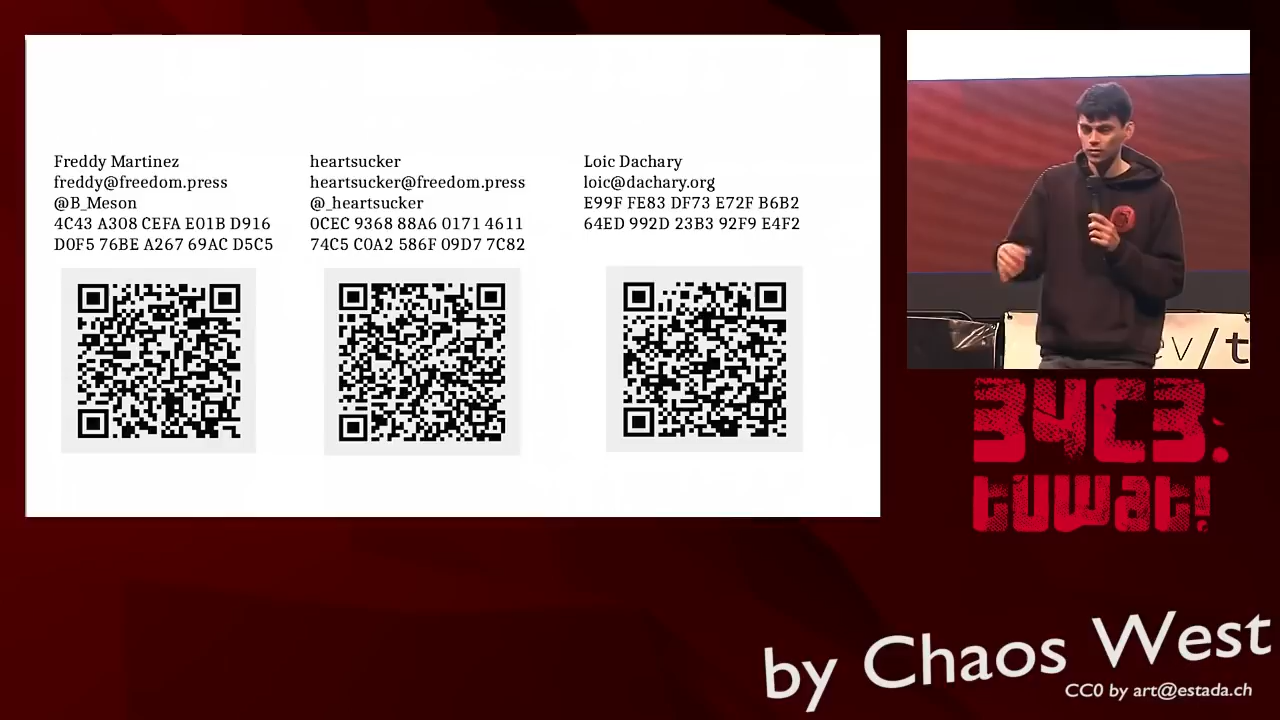 Freddy Martinez
freddy@freedom.press
@B_Meson
4C43 A308 CEFA E01B D916
D0F5 76BE A267 69AC D5C5
heartsucker
heartsucker@freedom.press
@_heartsucker
0CEC 9368 88A6 0171 4611
74C5 C0A2 586F 09D7 7C82
Loic Dachary
loic@dachary.org
E99F FE83 DF73 E72F B6B2
64ED 992D 23B3 92F9 E4F2
ev/t
34C3:
tuwat!
by Chaos West
CC0 by art@estada.ch